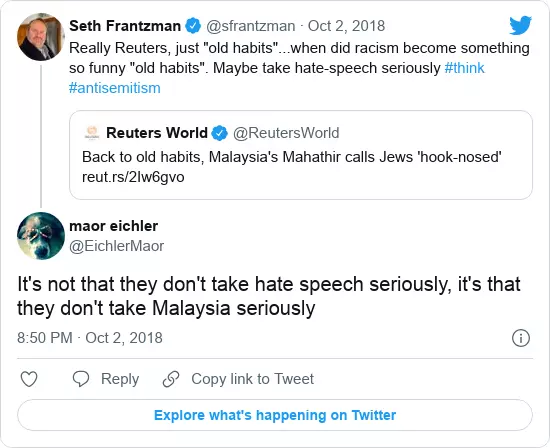 Seth Frantzman @sfrantzman · Oct 2, 2018
Really Reuters, just "old habits"...when did racism become something
so funny "old habits". Maybe take hate-speech seriously #think
#antisemitism
Reuters World @ReutersWorld
Back to old habits, Malaysia's Mahathir calls Jews 'hook-nosed'
reut.rs/2Iw6gvo
maor eichler
@EichlerMaor
It's not that they don't take hate speech seriously, it's that
they don't take Malaysia seriously
8:50 PM · Oct 2, 2018
Reply Copy link to Tweet
Explore what's happening on Twitter